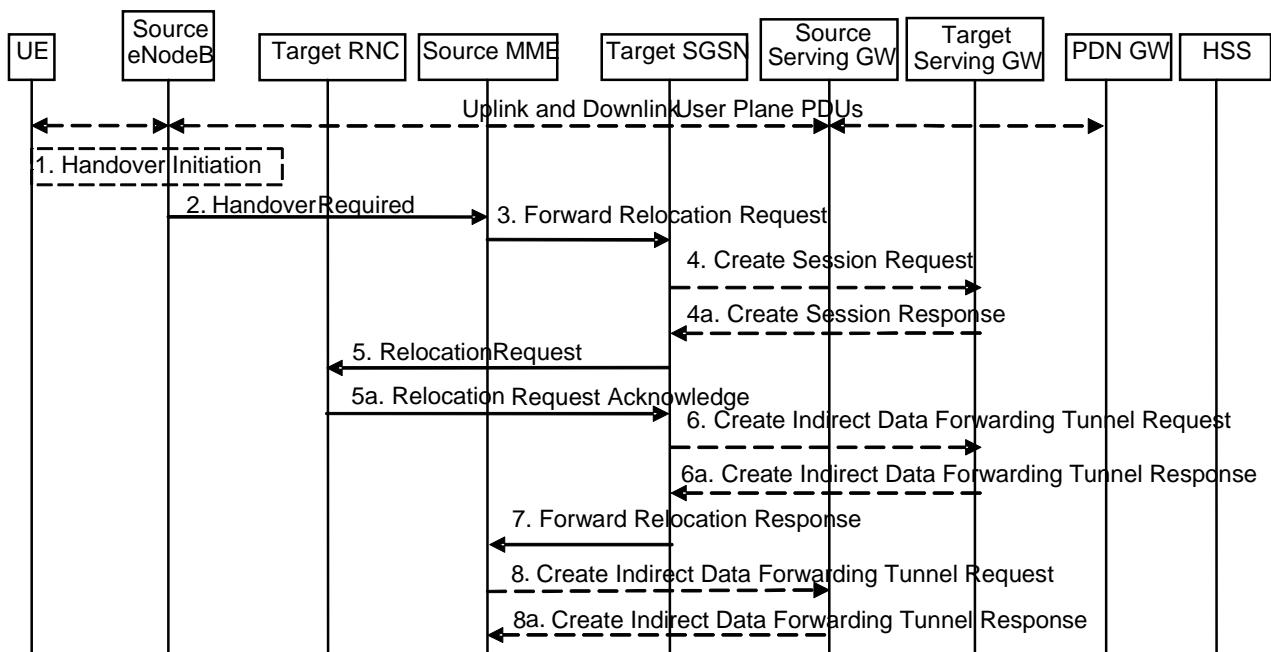 UE
Source
eNodeB
Target RNC
Source MME
Target SGSN
Source
Serving GW
Target
Serving GW
PDN GW
HSS
Uplink and Downlink User Plane PDUs
1. Handover Initiation
2. Handover Required
3. Forward Relocation Request
4. Create Session Request
4a. Create Session Response
5. Relocation Request
5a. Relocation Request Acknowledge
6. Create Indirect Data Forwarding Tunnel Request
6a. Create Indirect Data Forwarding Tunnel Response
7. Forward Relocation Response
8. Create Indirect Data Forwarding Tunnel Request
8a. Create Indirect Data Forwarding Tunnel Response